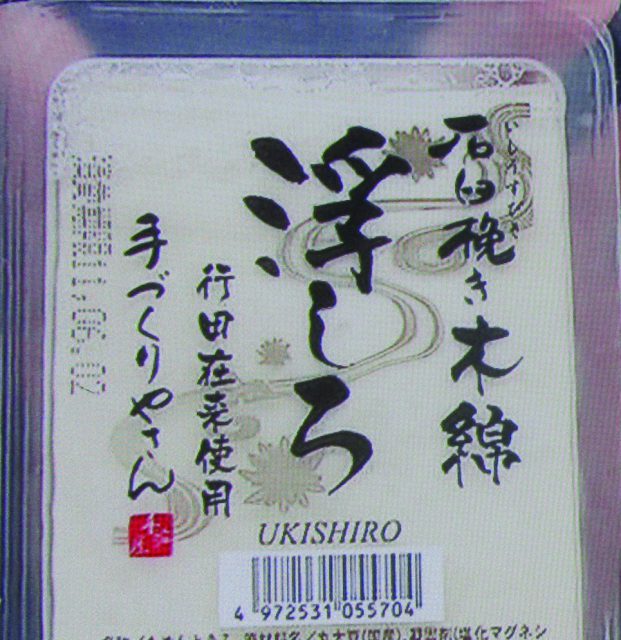 石臼挽き木綿
いしうすびき
浮しろ
行田在来使用
手づくりやさん
UKISHIRO
4 972531 055704